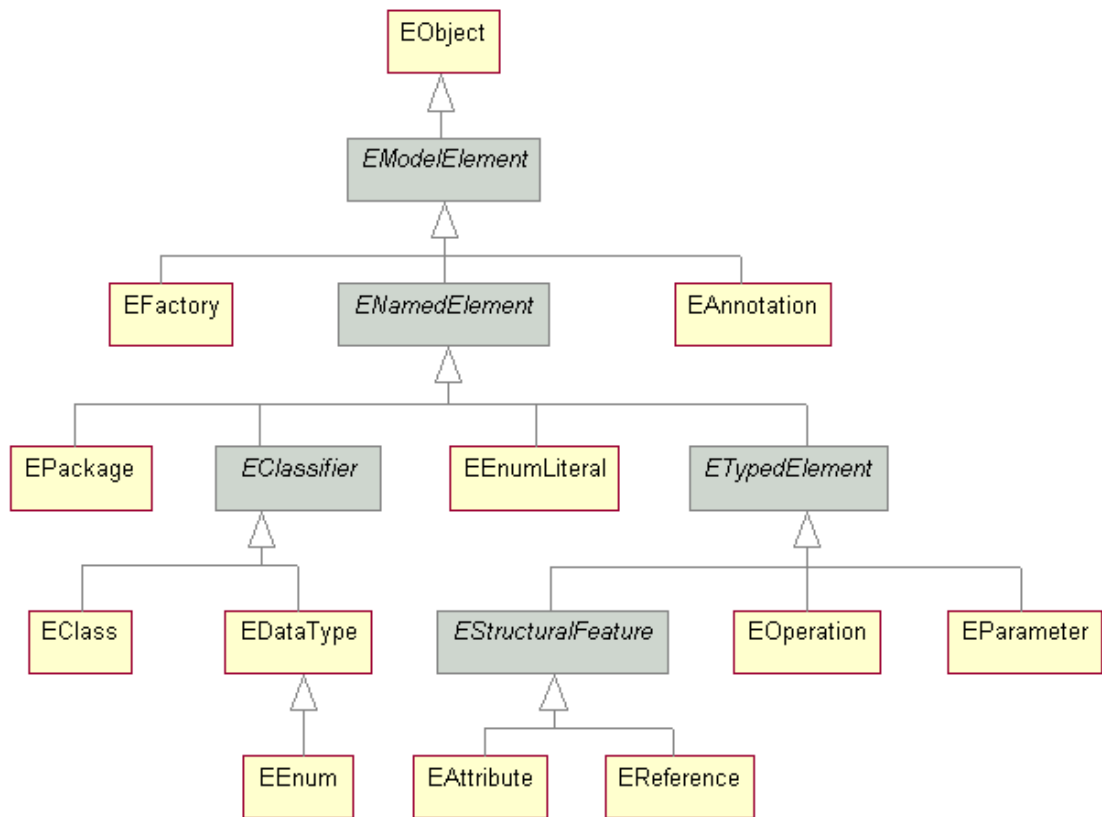 EObject
EModelElement
EFactory
ENamedElement
EAnnotation
EPackage
EClassifier
EEnumLiteral
ETypedElement
EClass
EDataType
EStructuralFeature
EOperation
EParameter
EEnum
EAttribute
EReference